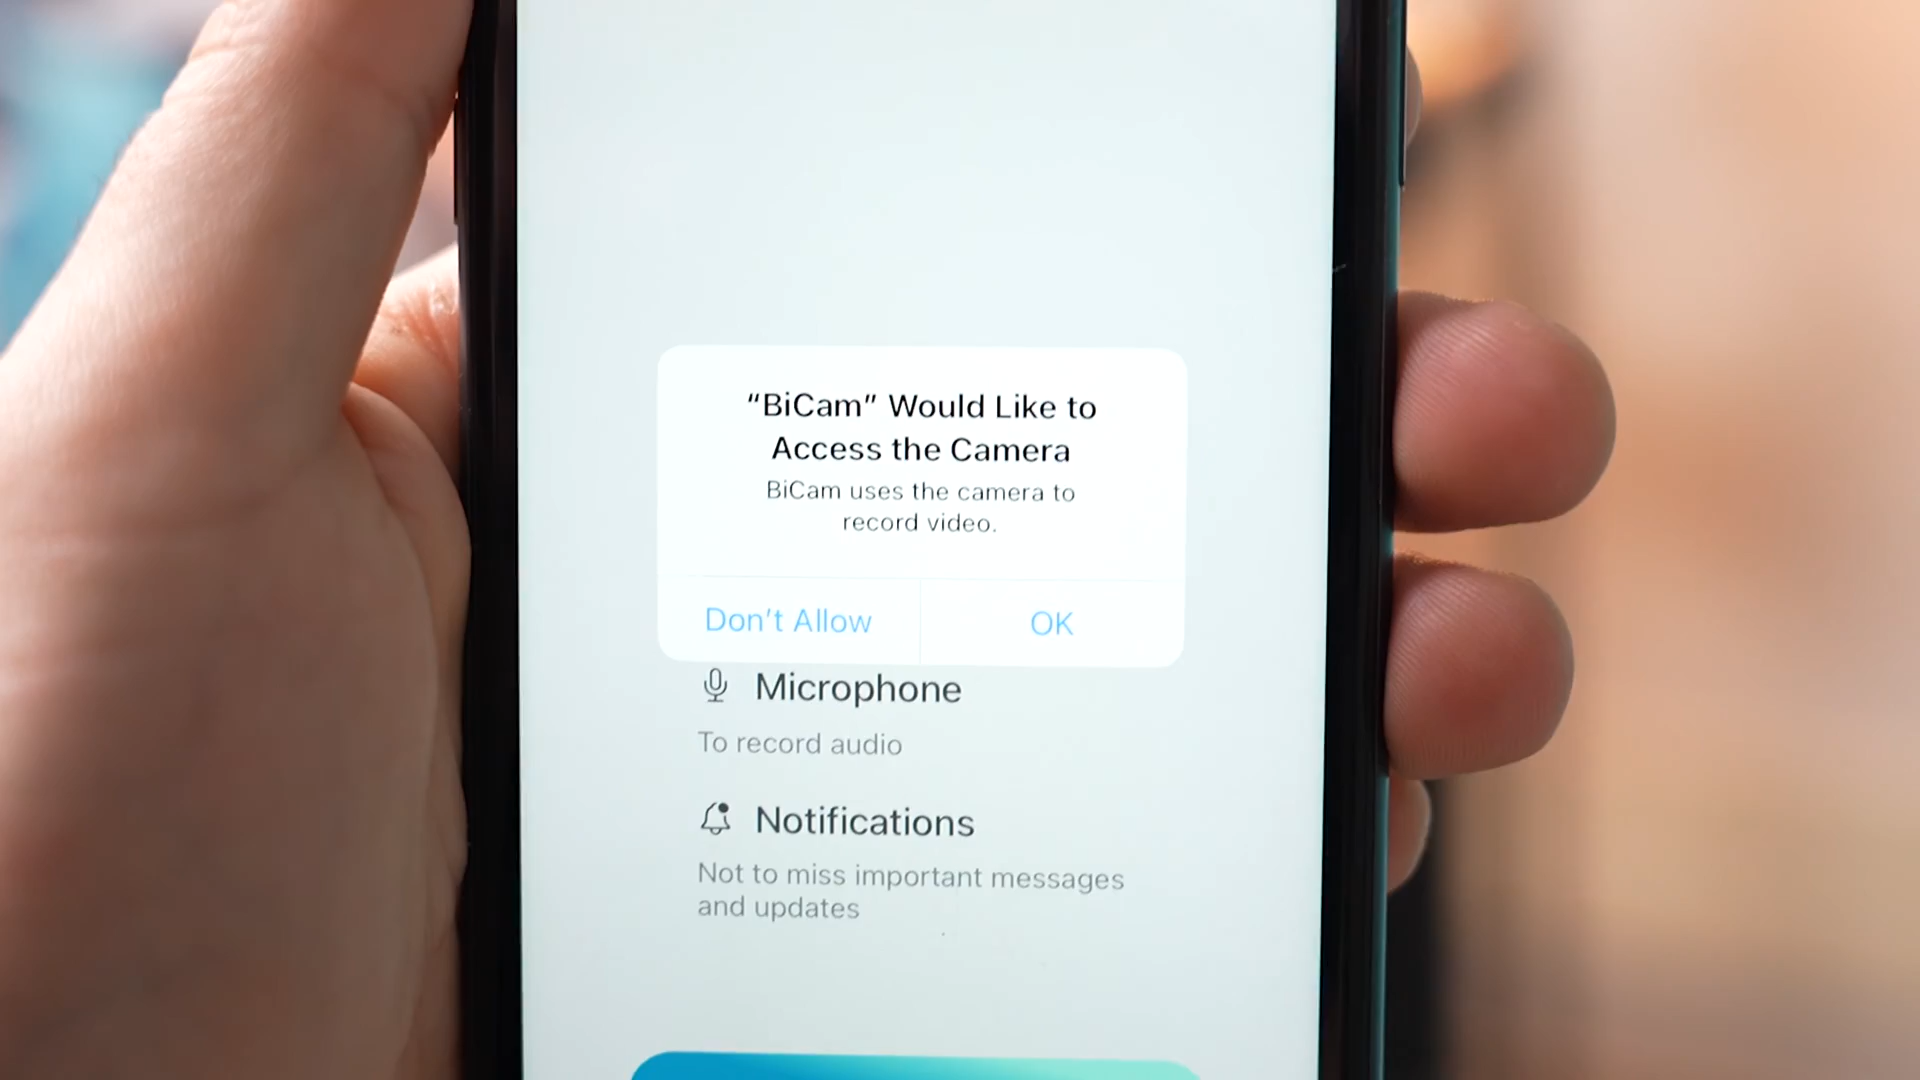 “BiCam” Would Like to
Access the Camera
BiCam uses the camera to
record video.
Don’t Allow
OK
Microphone
To record audio
Notifications
Not to miss important messages
and updates